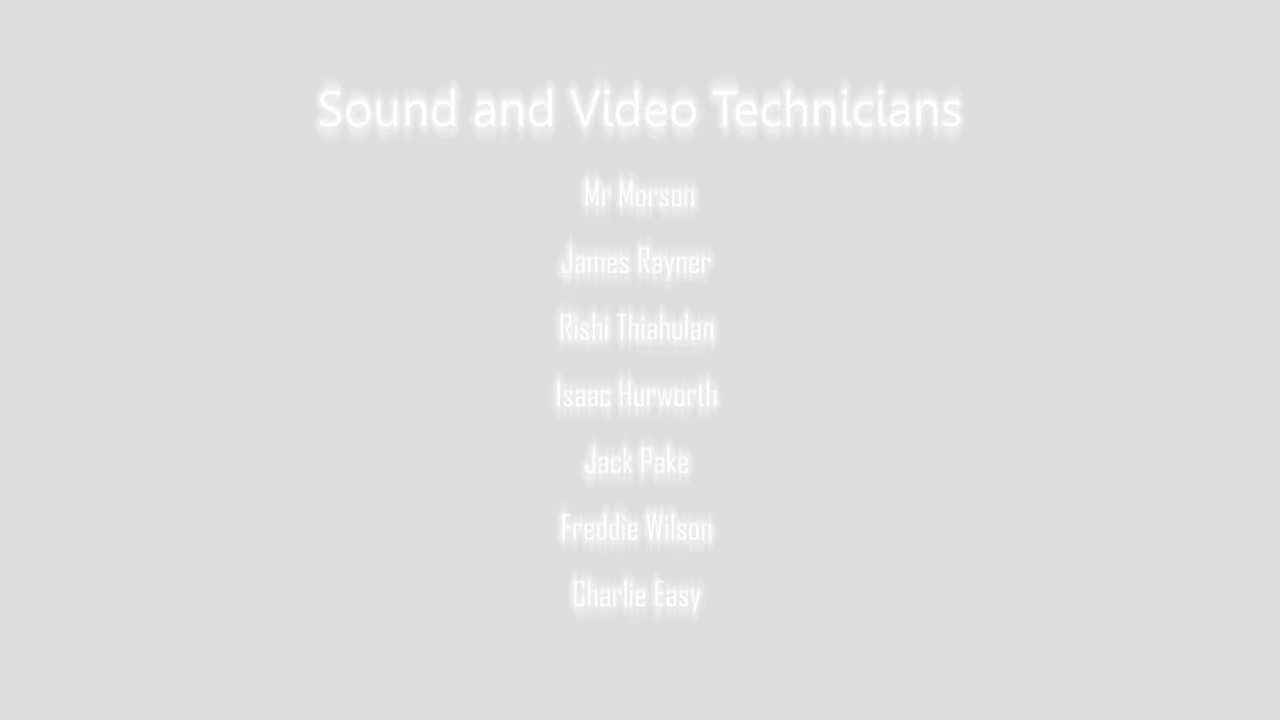 Sound and Video Technicians
Mr Morson
James Rayner
Rishi Thiahulan
Isaac Hurworth
Jack Pake
Freddie Wilson
Charlie Easy